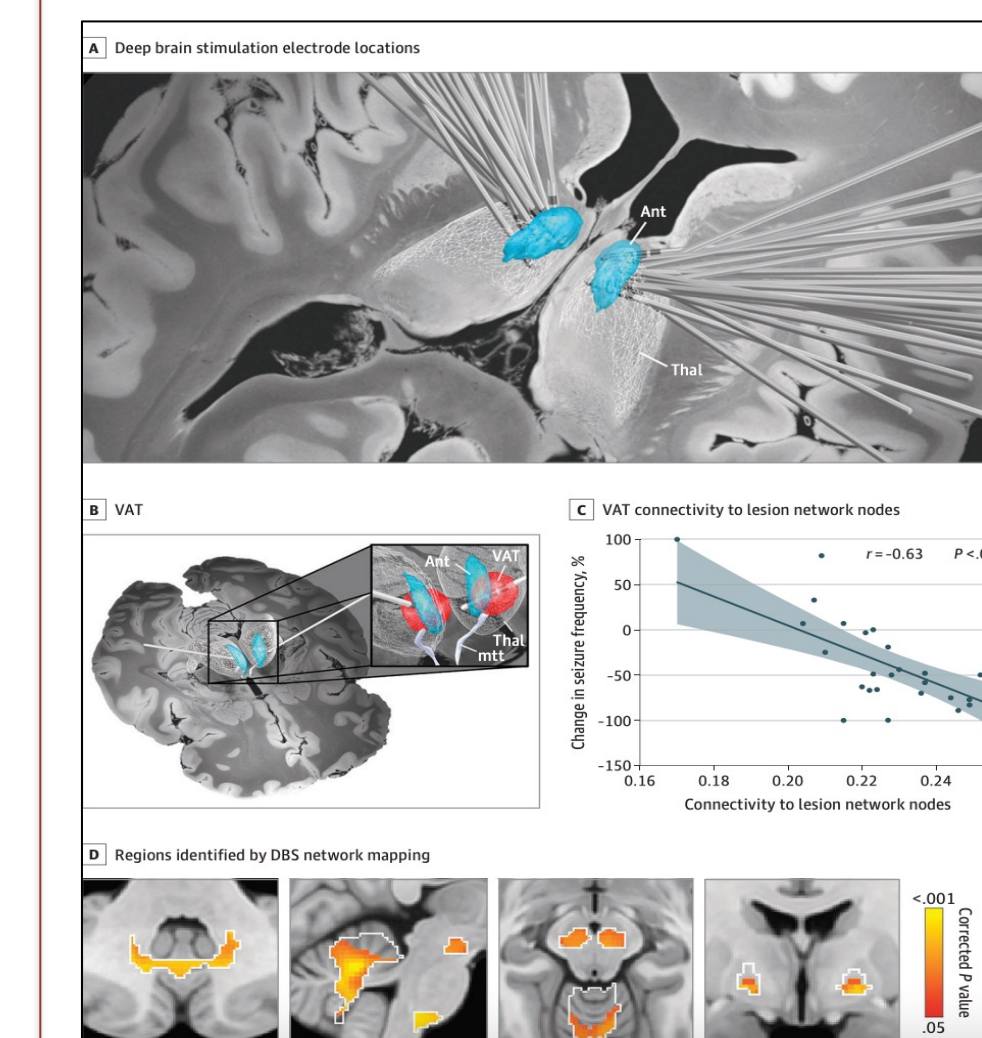 A Deep brain stimulation electrode locations
Ant
Thal
B VAT
Ant
VAT
Thal
mtt
C VAT connectivity to lesion network nodes
r = -0.63 P <.
Change in seizure frequency, %
100
50
0
-50
-100
-150
0.16 0.18 0.20 0.22 0.24
Connectivity to lesion network nodes
D Regions identified by DBS network mapping
<.001
Corrected P value
.05